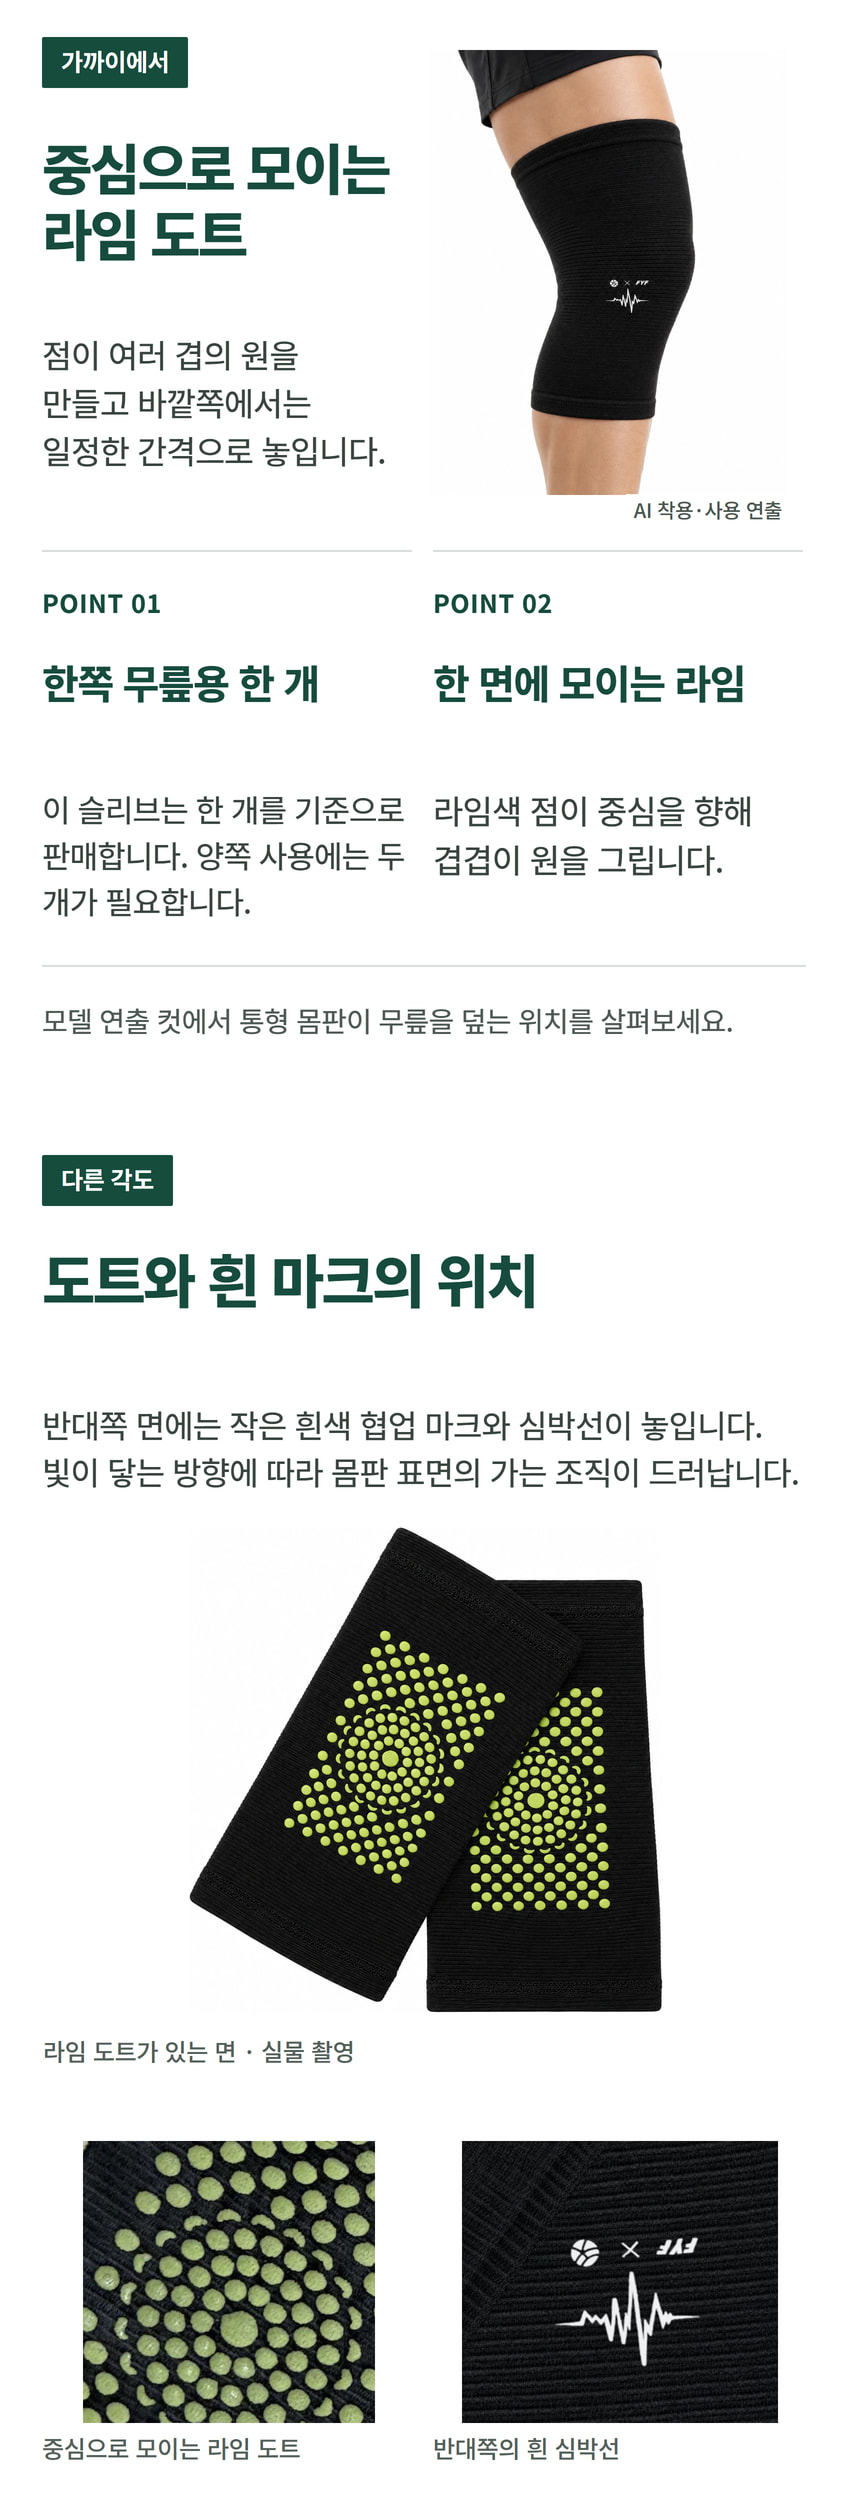 가까이에서
중심으로 모이는
라임 도트
점이 여러 겹의 원을
만들고 바깥쪽에서는
일정한 간격으로 놓입니다.
× FYF
AI 착용·사용 연출
POINT 01
한쪽 무릎용 한 개
이 슬리브는 한 개를 기준으로
판매합니다. 양쪽 사용에는 두
개가 필요합니다.
POINT 02
한 면에 모이는 라임
라임색 점이 중심을 향해
겹겹이 원을 그립니다.
모델 연출 컷에서 통형 몸판이 무릎을 덮는 위치를 살펴보세요.
다른 각도
도트와 흰 마크의 위치
반대쪽 면에는 작은 흰색 협업 마크와 심박선이 놓입니다.
빛이 닿는 방향에 따라 몸판 표면의 가는 조직이 드러납니다.
라임 도트가 있는 면 · 실물 촬영
× FYF
중심으로 모이는 라임 도트
반대쪽의 흰 심박선